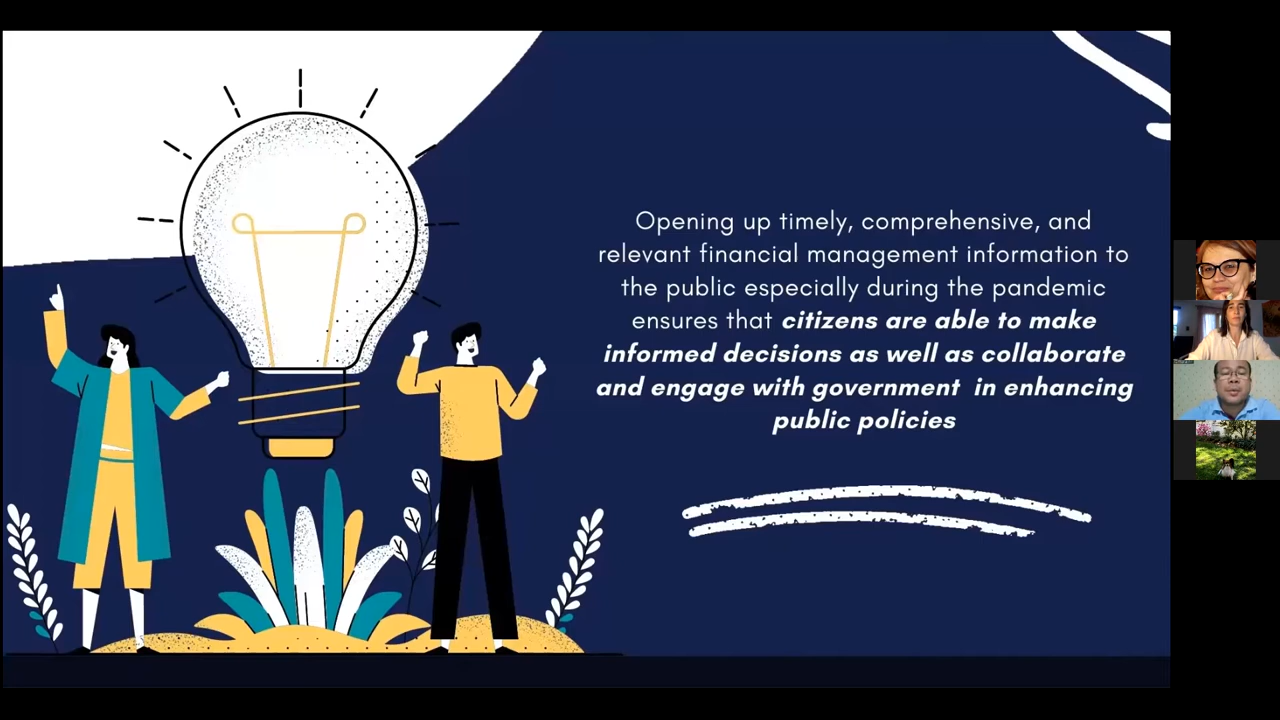 Opening up timely, comprehensive, and
relevant financial management information to
the public especially during the pandemic
ensures that citizens are able to make
informed decisions as well as collaborate
and engage with government in enhancing
public policies